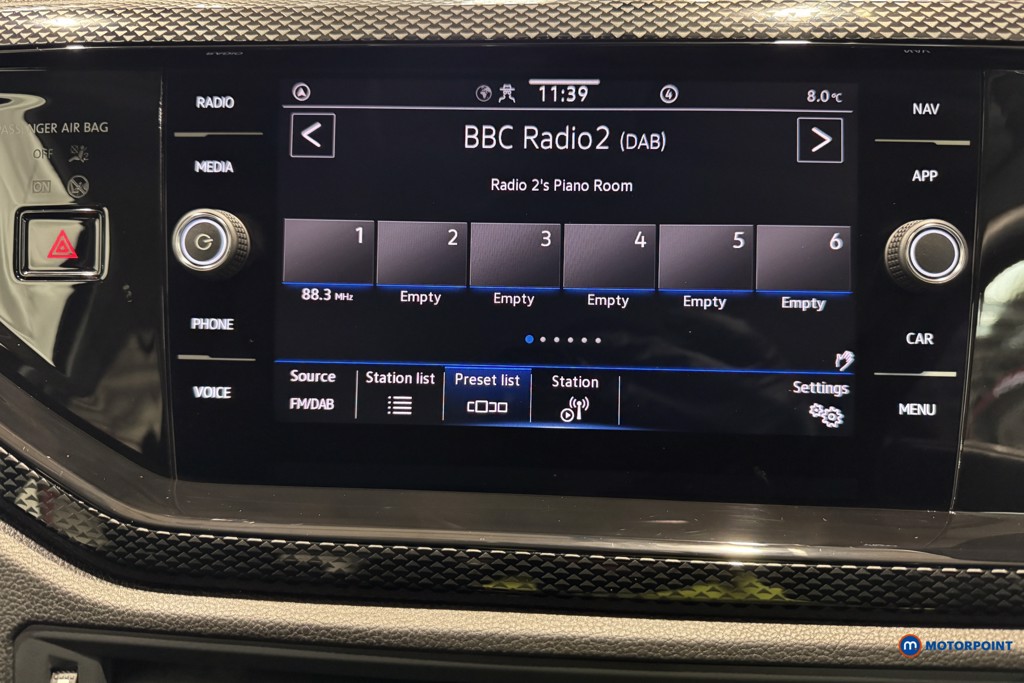 RADIO
MEDIA
PHONE
VOICE
PASSENGER AIR BAG
OFF
ON
11:39
4
8.0°C
BBC Radio2 (DAB)
Radio 2's Piano Room
1 2 3 4 5 6
88.3 MHz Empty Empty Empty Empty Empty
Source Station list Preset list Station Settings
FM/DAB
NAV
APP
CAR
MENU
m MOTORPOINT